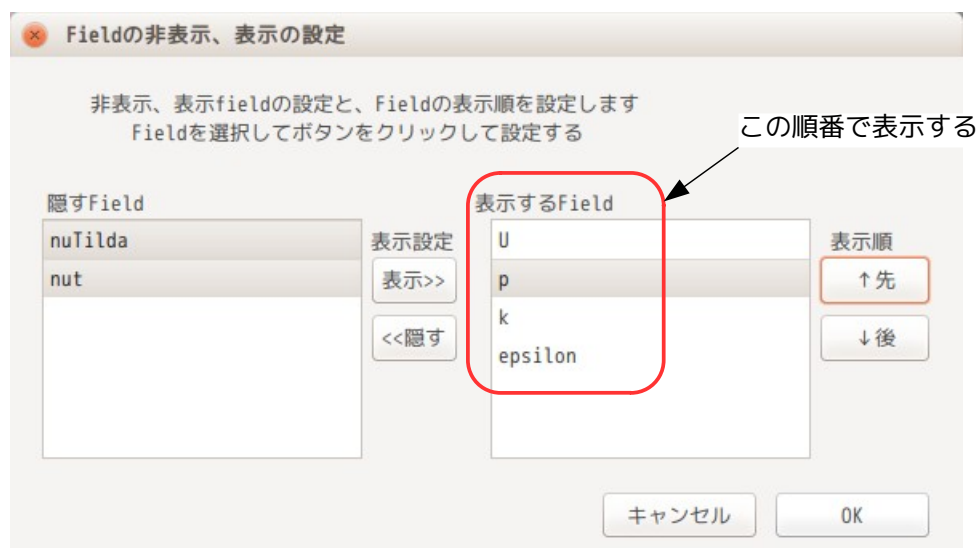 Fieldの非表示、表示の設定
非表示、表示fieldの設定と、Fieldの表示順を設定します
Fieldを選択してボタンをクリックして設定する
この順番で表示する
隠すField
nuTilda
nut
表示設定
表示>>
<<隠す
表示するField
U
p
k
epsilon
表示順
↑先
↓後
キャンセル
OK